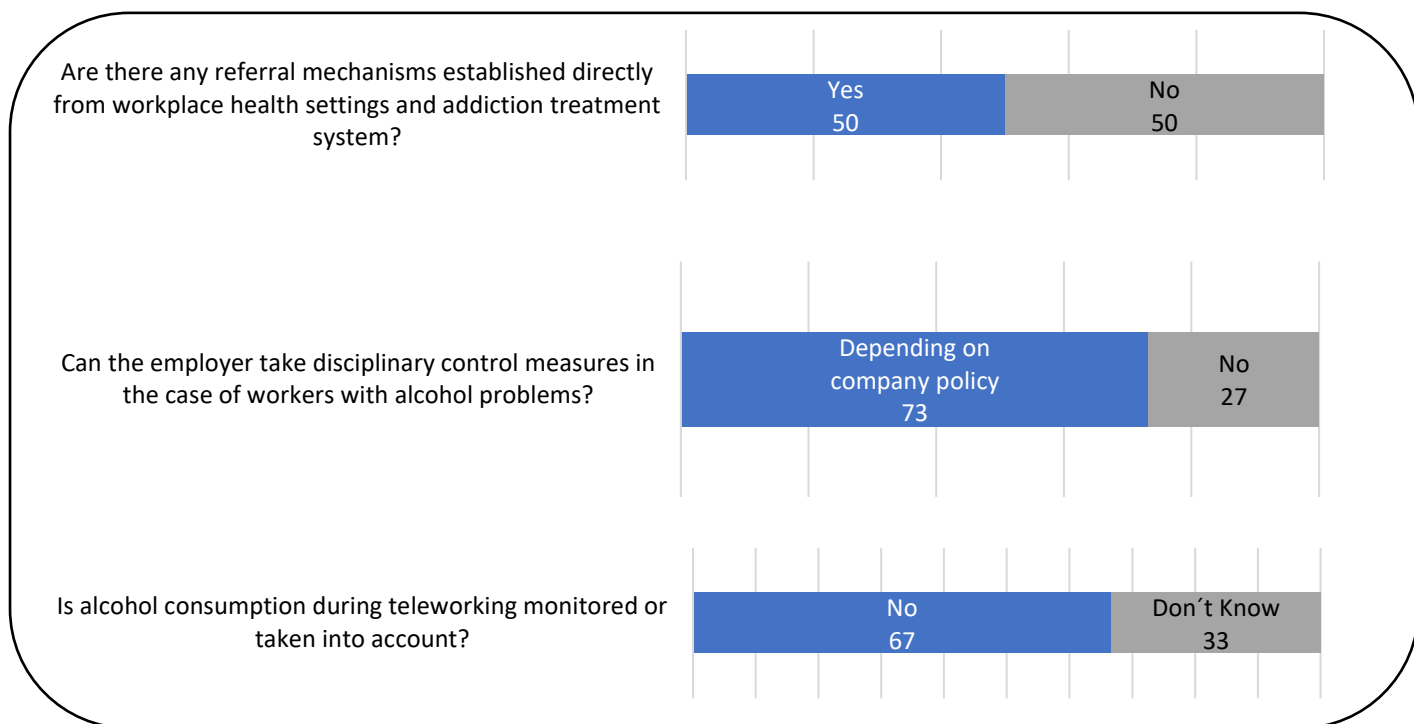 Are there any referral mechanisms established directly
from workplace health settings and addiction treatment
system?
Yes
50
No
50
Can the employer take disciplinary control measures in
the case of workers with alcohol problems?
Depending on
company policy
73
No
27
Is alcohol consumption during teleworking monitored or
taken into account?
No
67
Don´t Know
33